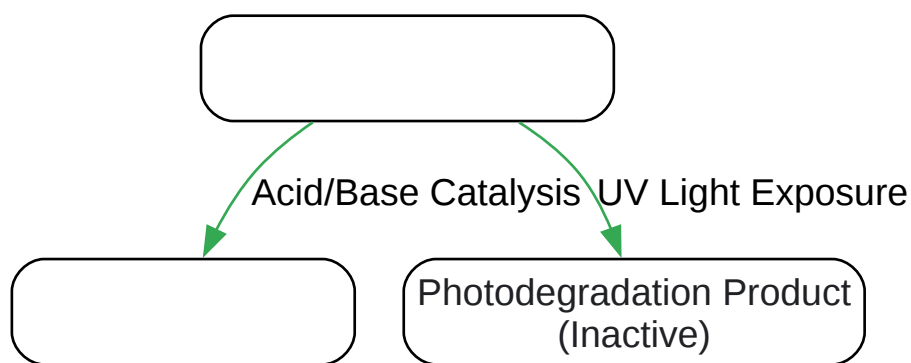 Acid/Base Catalysis
UV Light Exposure
Photodegradation Product
(Inactive)